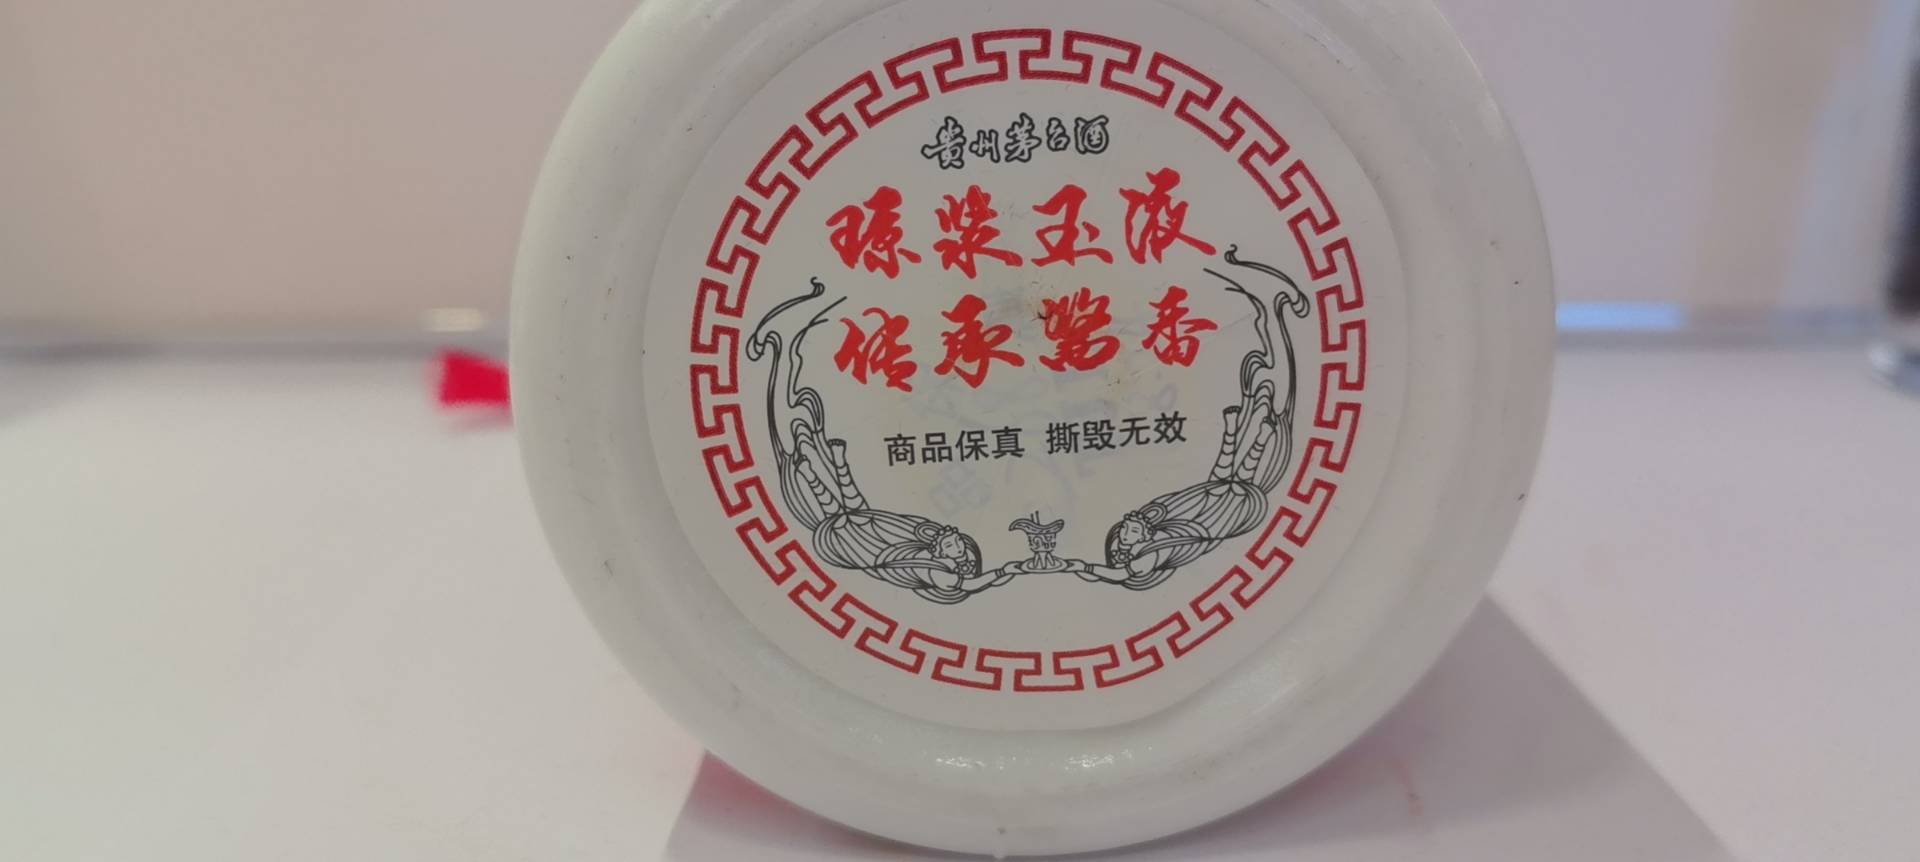 贵州茅台酒
琼浆玉液
传承酱香
商品保真 撕毁无效